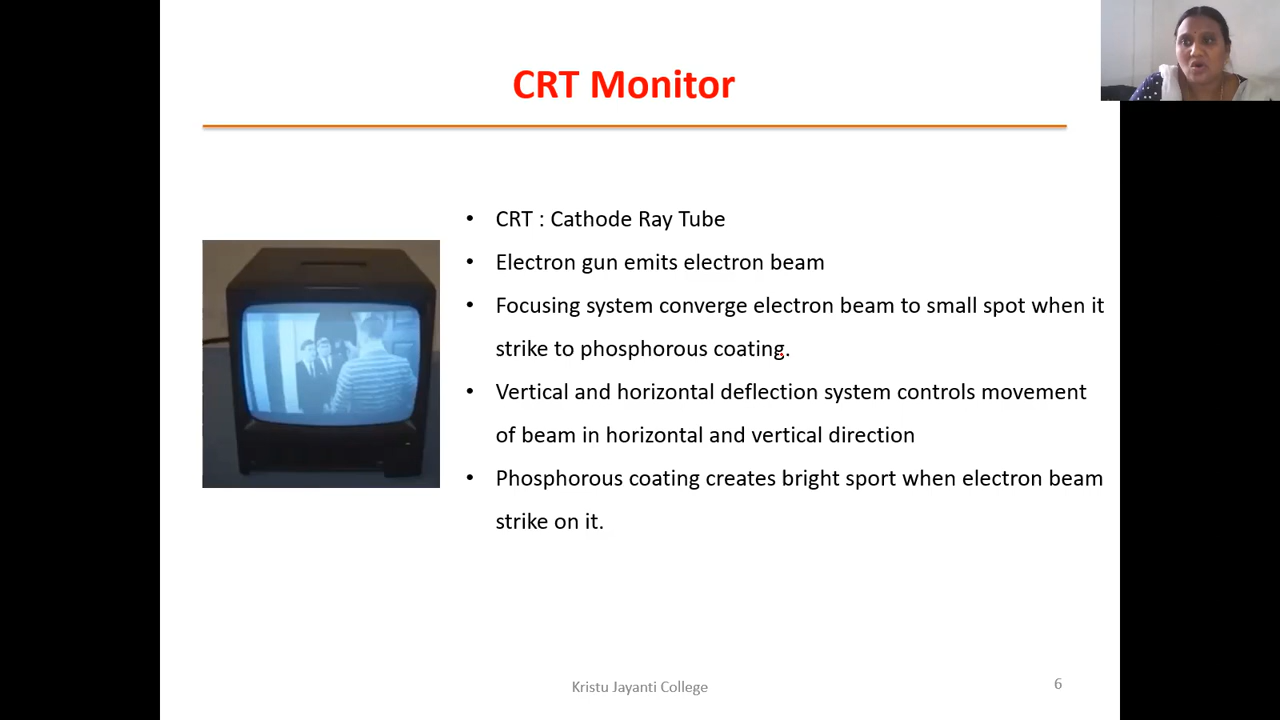 CRT Monitor
• CRT : Cathode Ray Tube
• Electron gun emits electron beam
• Focusing system converge electron beam to small spot when it
strike to phosphorous coating.
• Vertical and horizontal deflection system controls movement
of beam in horizontal and vertical direction
• Phosphorous coating creates bright sport when electron beam
strike on it.
Kristu Jayanti College
6